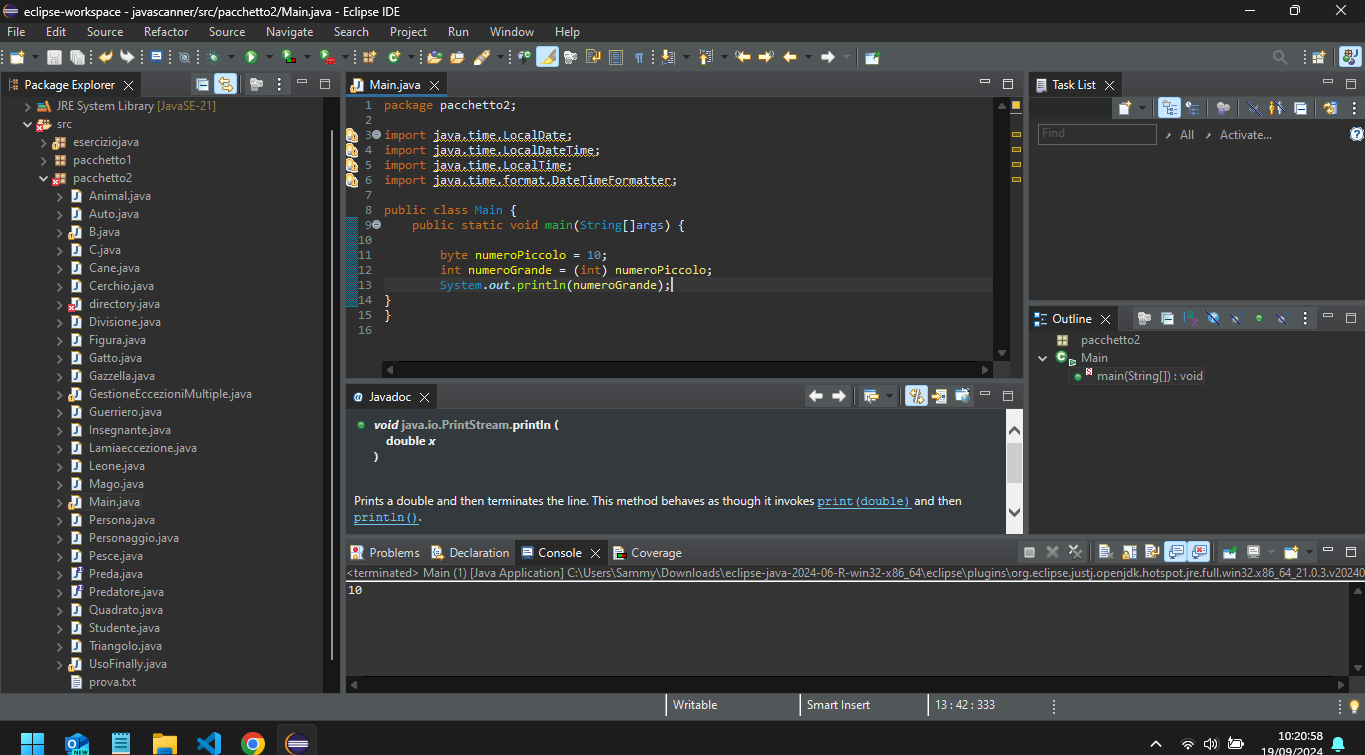 eclipse-workspace - javascanner/src/pacchetto2/Main.java - Eclipse IDE
File Edit Source Refactor Source Navigate Search Project Run Window Help
Package Explorer
JRE System Library [JavaSE-21]
src
eserciziojava
pacchetto1
pacchetto2
Animal.java
Auto.java
B.java
C.java
Cane.java
Cerchio.java
directory.java
Divisione.java
Figura.java
Gatto.java
Gazzella.java
GestioneEccezioniMultiple.java
Guerriero.java
Insegnante.java
Lamiaeccezione.java
Leone.java
Mago.java
Main.java
Persona.java
Personaggio.java
Pesce.java
Preda.java
Predatore.java
Quadrato.java
Studente.java
Triangolo.java
UsoFinally.java
prova.txt
Main.java
1 package pacchetto2;
2
3 import java.time.LocalDate;
4 import java.time.LocalDateTime;
5 import java.time.LocalTime;
6 import java.time.format.DateTimeFormatter;
7
8 public class Main {
9 public static void main(String[]args) {
10
11 byte numeroPiccolo = 10;
12 int numeroGrande = (int) numeroPiccolo;
13 System.out.println(numeroGrande);
14 }
15 }
16
@ Javadoc
void java.io.PrintStream.println (
double x
)
Prints a double and then terminates the line. This method behaves as though it invokes print(double) and then
println().
Task List
Find All Activate...
Outline
pacchetto2
Main
main(String[]) : void
Problems Declaration Console Coverage
<terminated> Main (1) [Java Application] C:\Users\Sammy\Downloads\eclipse-java-2024-06-R-win32-x86_64\eclipse\plugins\org.eclipse.justj.openjdk.hotspot.jre.full.win32.x86_64_21.0.3.v20240
10
Writable Smart Insert 13 : 42 : 333
10:20:58
19/09/2024